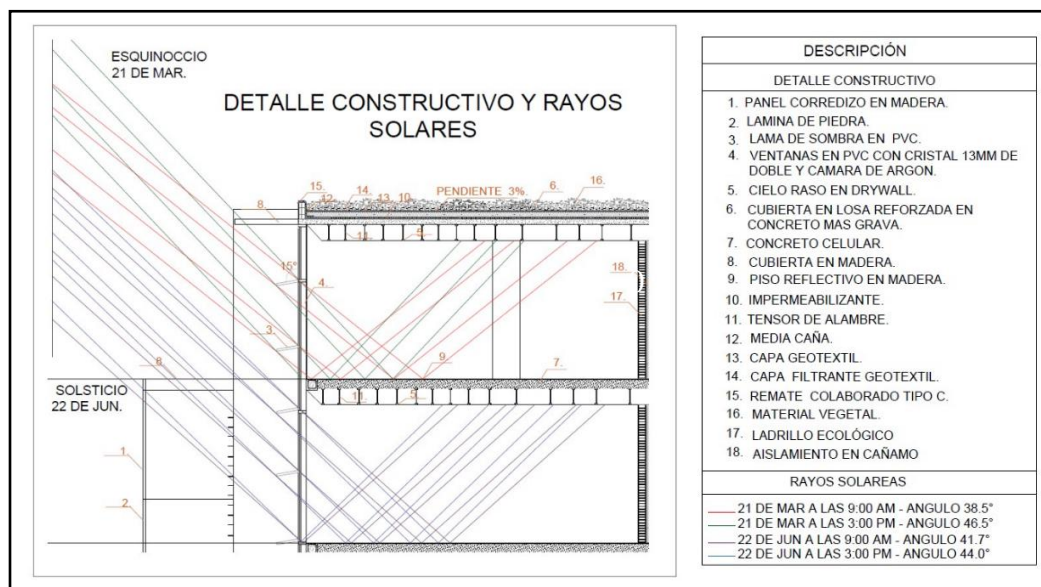 ESQUINOCCIO
21 DE MAR.
DETALLE CONSTRUCTIVO Y RAYOS
SOLARES
15.
14.
12.
13.
10.
PENDIENTE 3%.
6.
16.
8.
11.
5.
15°
4.
18.
17.
3.
9.
7.
8.
SOLSTICIO
22 DE JUN.
11.
5.
1.
2.
DESCRIPCIÓN
DETALLE CONSTRUCTIVO
1. PANEL CORREDIZO EN MADERA.
2. LAMINA DE PIEDRA.
3. LAMA DE SOMBRA EN PVC.
4. VENTANAS EN PVC CON CRISTAL 13MM DE
DOBLE Y CAMARA DE ARGON.
5. CIELO RASO EN DRYWALL.
6. CUBIERTA EN LOSA REFORZADA EN
CONCRETO MAS GRAVA.
7. CONCRETO CELULAR.
8. CUBIERTA EN MADERA.
9. PISO REFLECTIVO EN MADERA.
10. IMPERMEABILIZANTE.
11. TENSOR DE ALAMBRE.
12. MEDIA CAÑA.
13. CAPA GEOTEXTIL.
14. CAPA FILTRANTE GEOTEXTIL.
15. REMATE COLABORADO TIPO C.
16. MATERIAL VEGETAL.
17. LADRILLO ECOLÓGICO
18. AISLAMIENTO EN CAÑAMO
RAYOS SOLAREAS
21 DE MAR A LAS 9:00 AM - ANGULO 38.5°
21 DE MAR A LAS 3:00 PM - ANGULO 46.5°
22 DE JUN A LAS 9:00 AM - ANGULO 41.7°
22 DE JUN A LAS 3:00 PM - ANGULO 44.0°